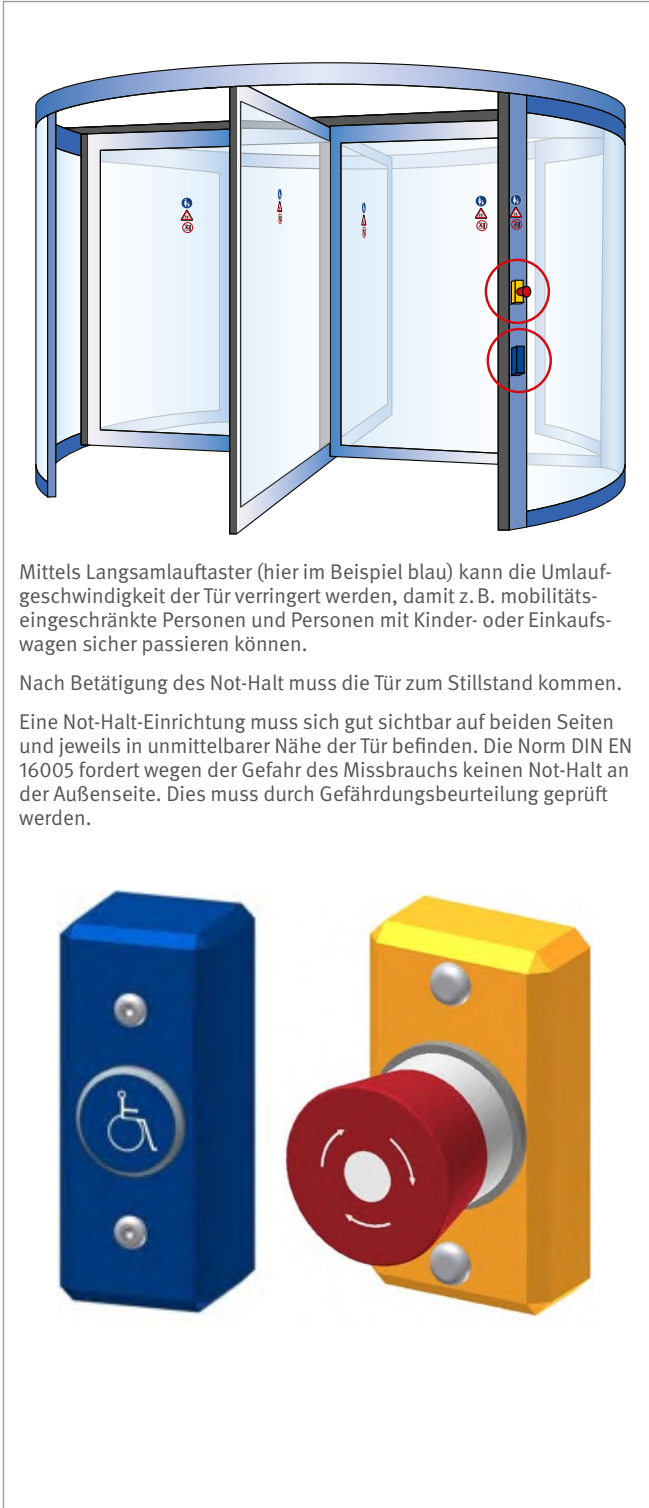 Mittels Langsamlauftaster (hier im Beispiel blau) kann die Umlauf-
geschwindigkeit der Tür verringert werden, damit z. B. mobilitäts-
eingeschränkte Personen und Personen mit Kinder- oder Einkaufs-
wagen sicher passieren können.
Nach Betätigung des Not-Halt muss die Tür zum Stillstand kommen.
Eine Not-Halt-Einrichtung muss sich gut sichtbar auf beiden Seiten
und jeweils in unmittelbarer Nähe der Tür befinden. Die Norm DIN EN
16005 fordert wegen der Gefahr des Missbrauchs keinen Not-Halt an
der Außenseite. Dies muss durch Gefährdungsbeurteilung geprüft
werden.